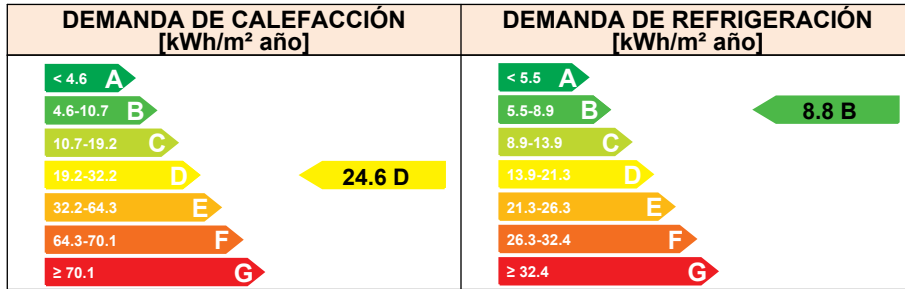 DEMANDA DE CALEFACCIÓN
[kWh/m² año]
< 4.6 A
4.6-10.7 B
10.7-19.2 C
19.2-32.2 D
32.2-64.3 E
64.3-70.1 F
≥ 70.1 G
24.6 D
DEMANDA DE REFRIGERACIÓN
[kWh/m² año]
< 5.5 A
5.5-8.9 B
8.9-13.9 C
13.9-21.3 D
21.3-26.3 E
26.3-32.4 F
≥ 32.4 G
8.8 B